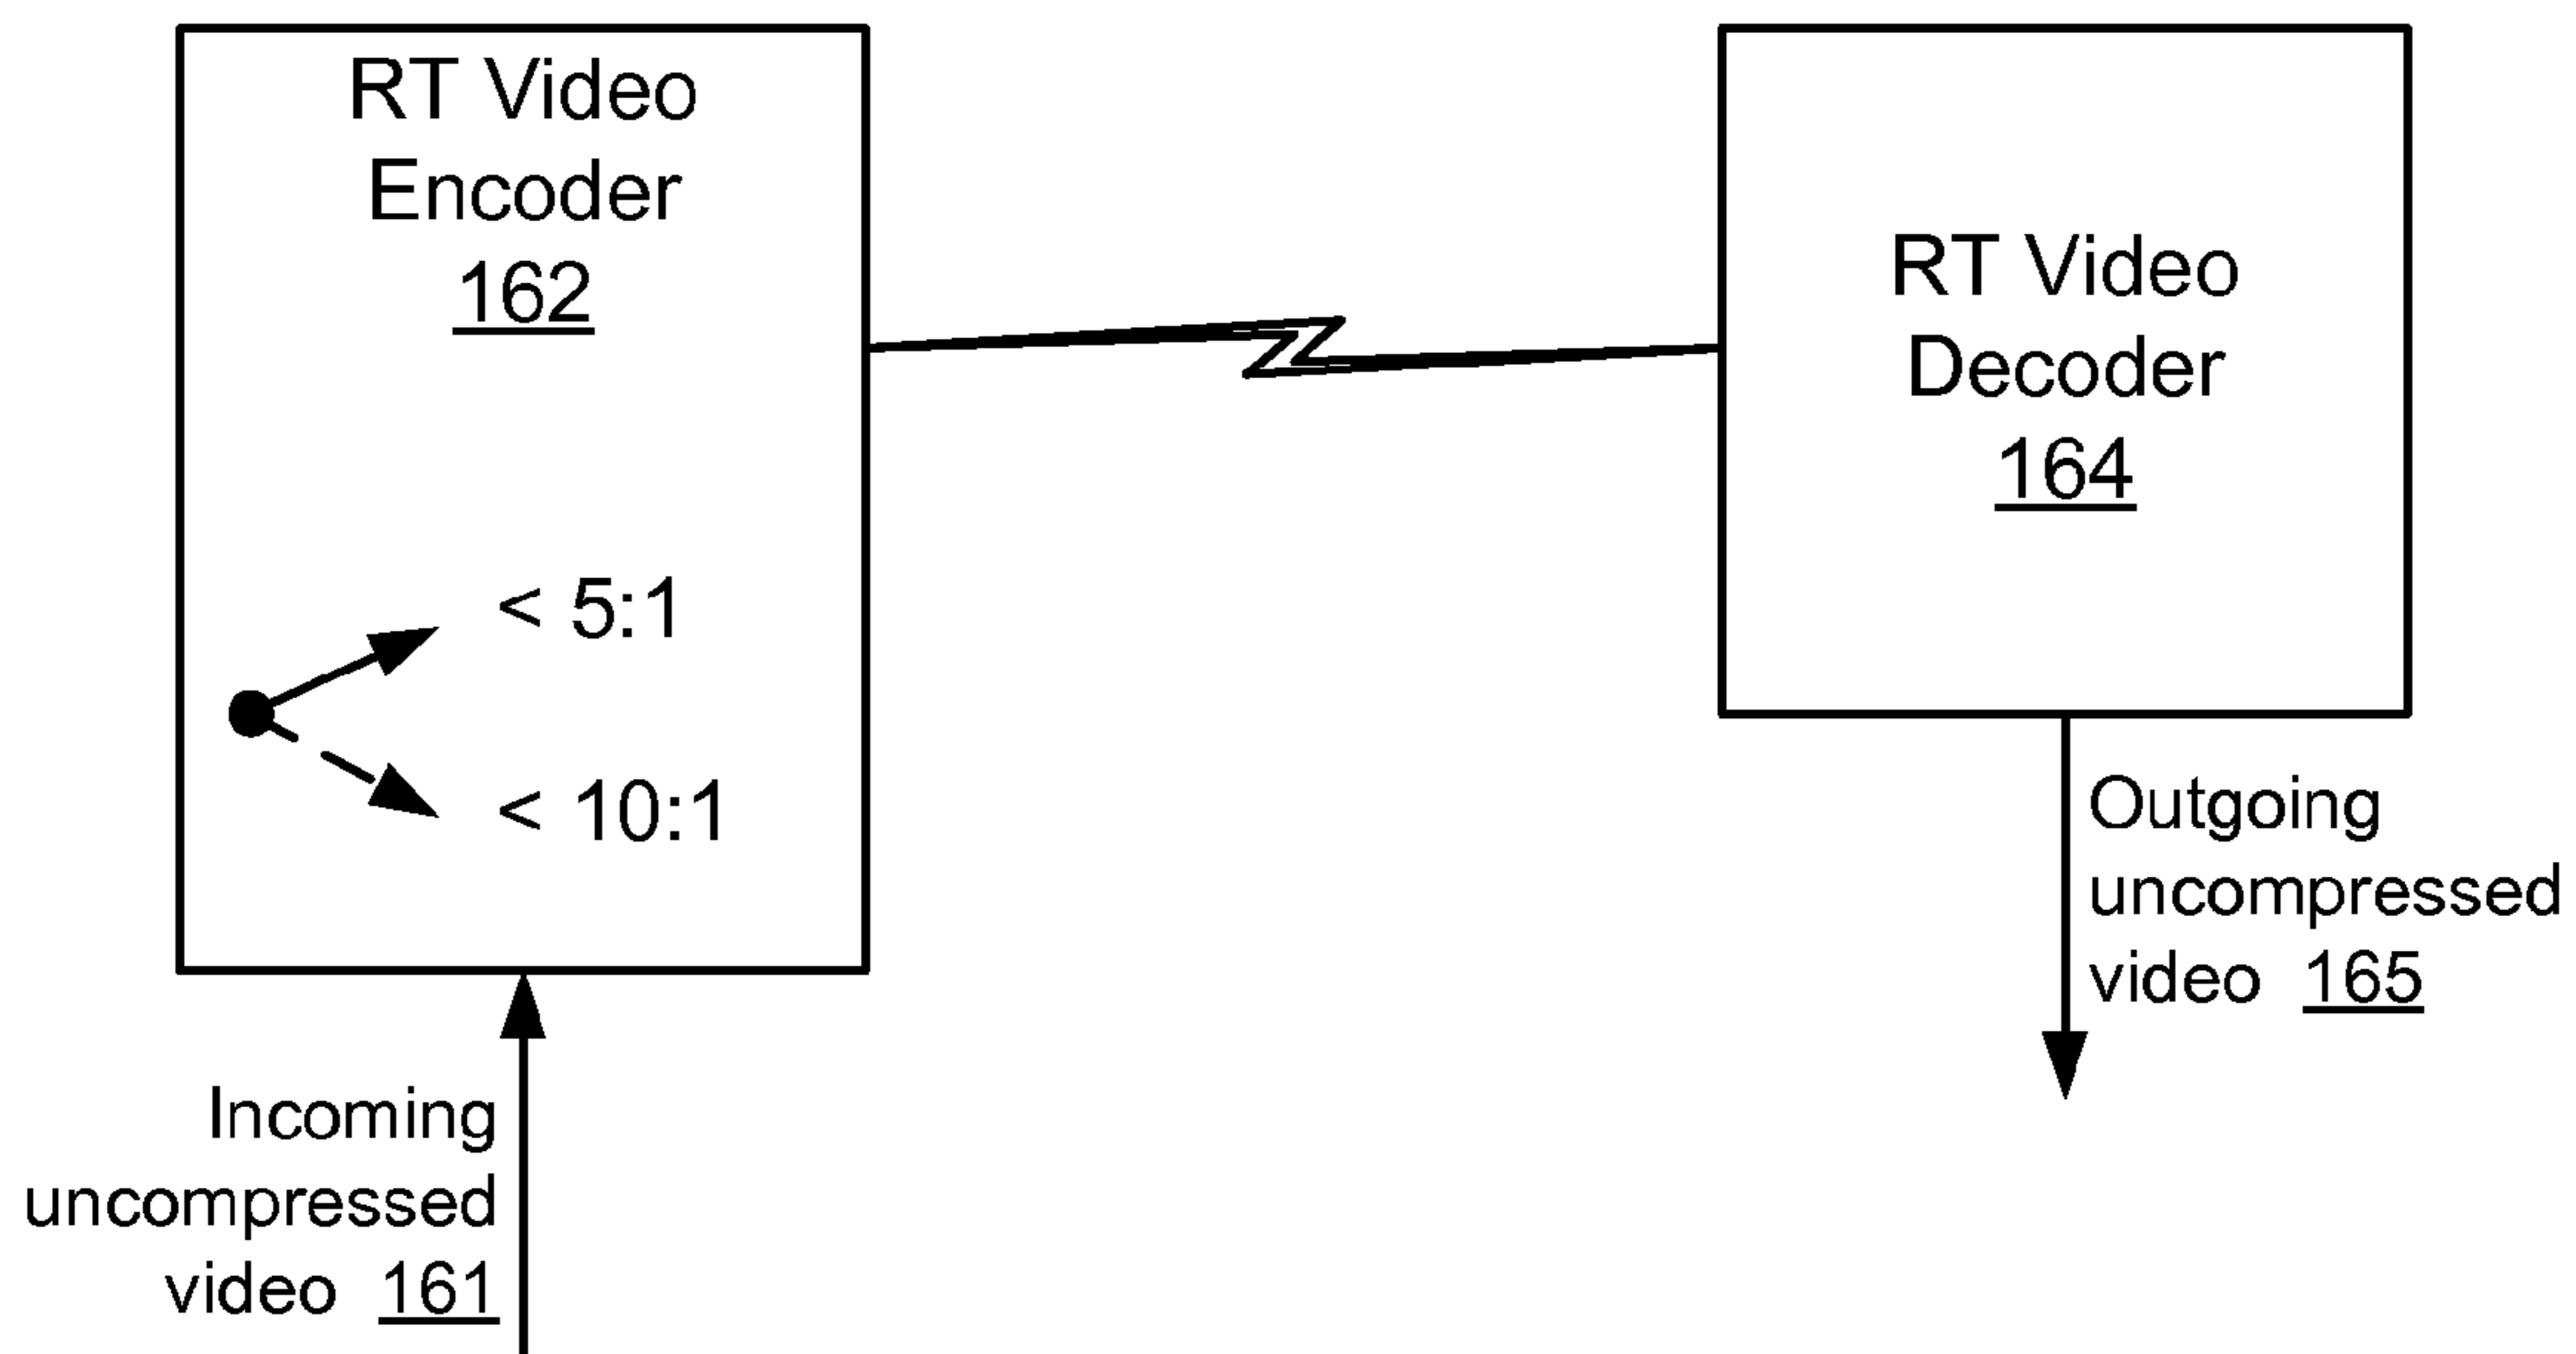 RT Video
Encoder
162
< 5:1
< 10:1
Incoming
uncompressed
video 161
RT Video
Decoder
164
Outgoing
uncompressed
video 165